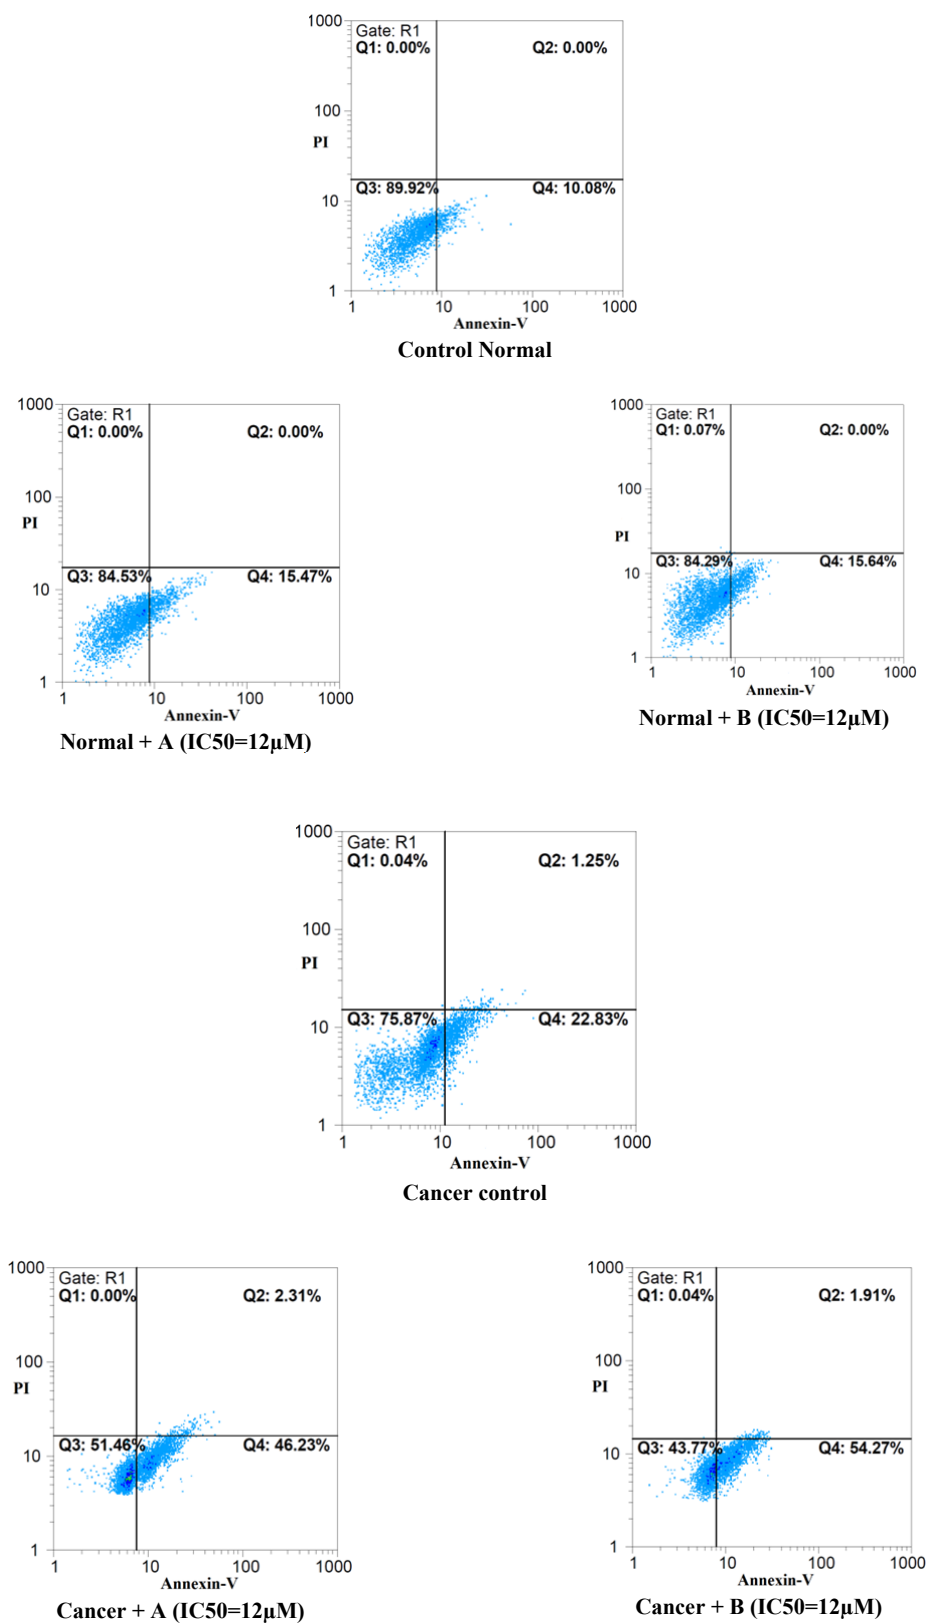 1000
Gate: R1
Q1: 0.00% Q2: 0.00%
100
PI
Q3: 89.92% Q4: 10.08%
10
1
1 10 100 1000
Annexin-V
Control Normal
1000
Gate: R1
Q1: 0.00% Q2: 0.00%
100
PI
Q3: 84.53% Q4: 15.47%
10
1
1 10 100 1000
Annexin-V
Normal + A (IC50=12µM)
1000
Gate: R1
Q1: 0.07% Q2: 0.00%
100
PI
Q3: 84.29% Q4: 15.64%
10
1
1 10 100 1000
Annexin-V
Normal + B (IC50=12µM)
1000
Gate: R1
Q1: 0.04% Q2: 1.25%
100
PI
Q3: 75.87% Q4: 22.83%
10
1
1 10 100 1000
Annexin-V
Cancer control
1000
Gate: R1
Q1: 0.00% Q2: 2.31%
100
PI
Q3: 51.46% Q4: 46.23%
10
1
1 10 100 1000
Annexin-V
Cancer + A (IC50=12µM)
1000
Gate: R1
Q1: 0.04% Q2: 1.91%
100
PI
Q3: 43.77% Q4: 54.27%
10
1
1 10 100 1000
Annexin-V
Cancer + B (IC50=12µM)